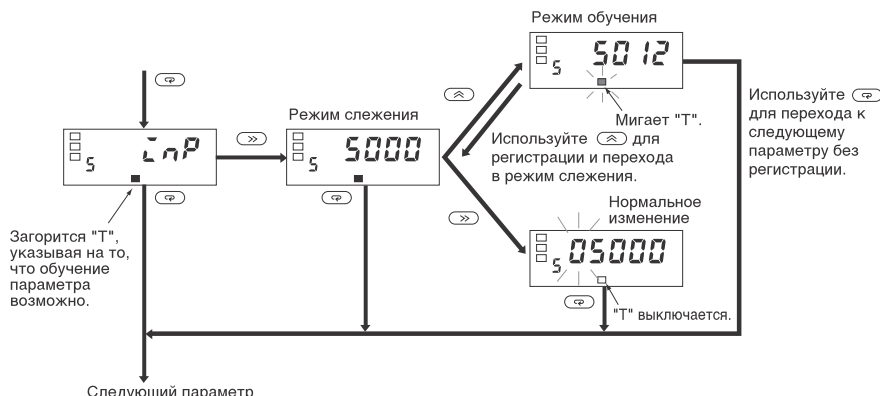 Режим обучения
5012
S
Мигает "Т".
Используйте для перехода к
следующему
параметру без
регистрации.
Режим слежения
InP
S
5000
S
Используйте для
регистрации и перехода
в режим слежения.
Нормальное
изменение
05000
S
"Т" выключается.
Загорится "Т",
указывая на то,
что обучение
параметра
возможно.
Следующий параметр